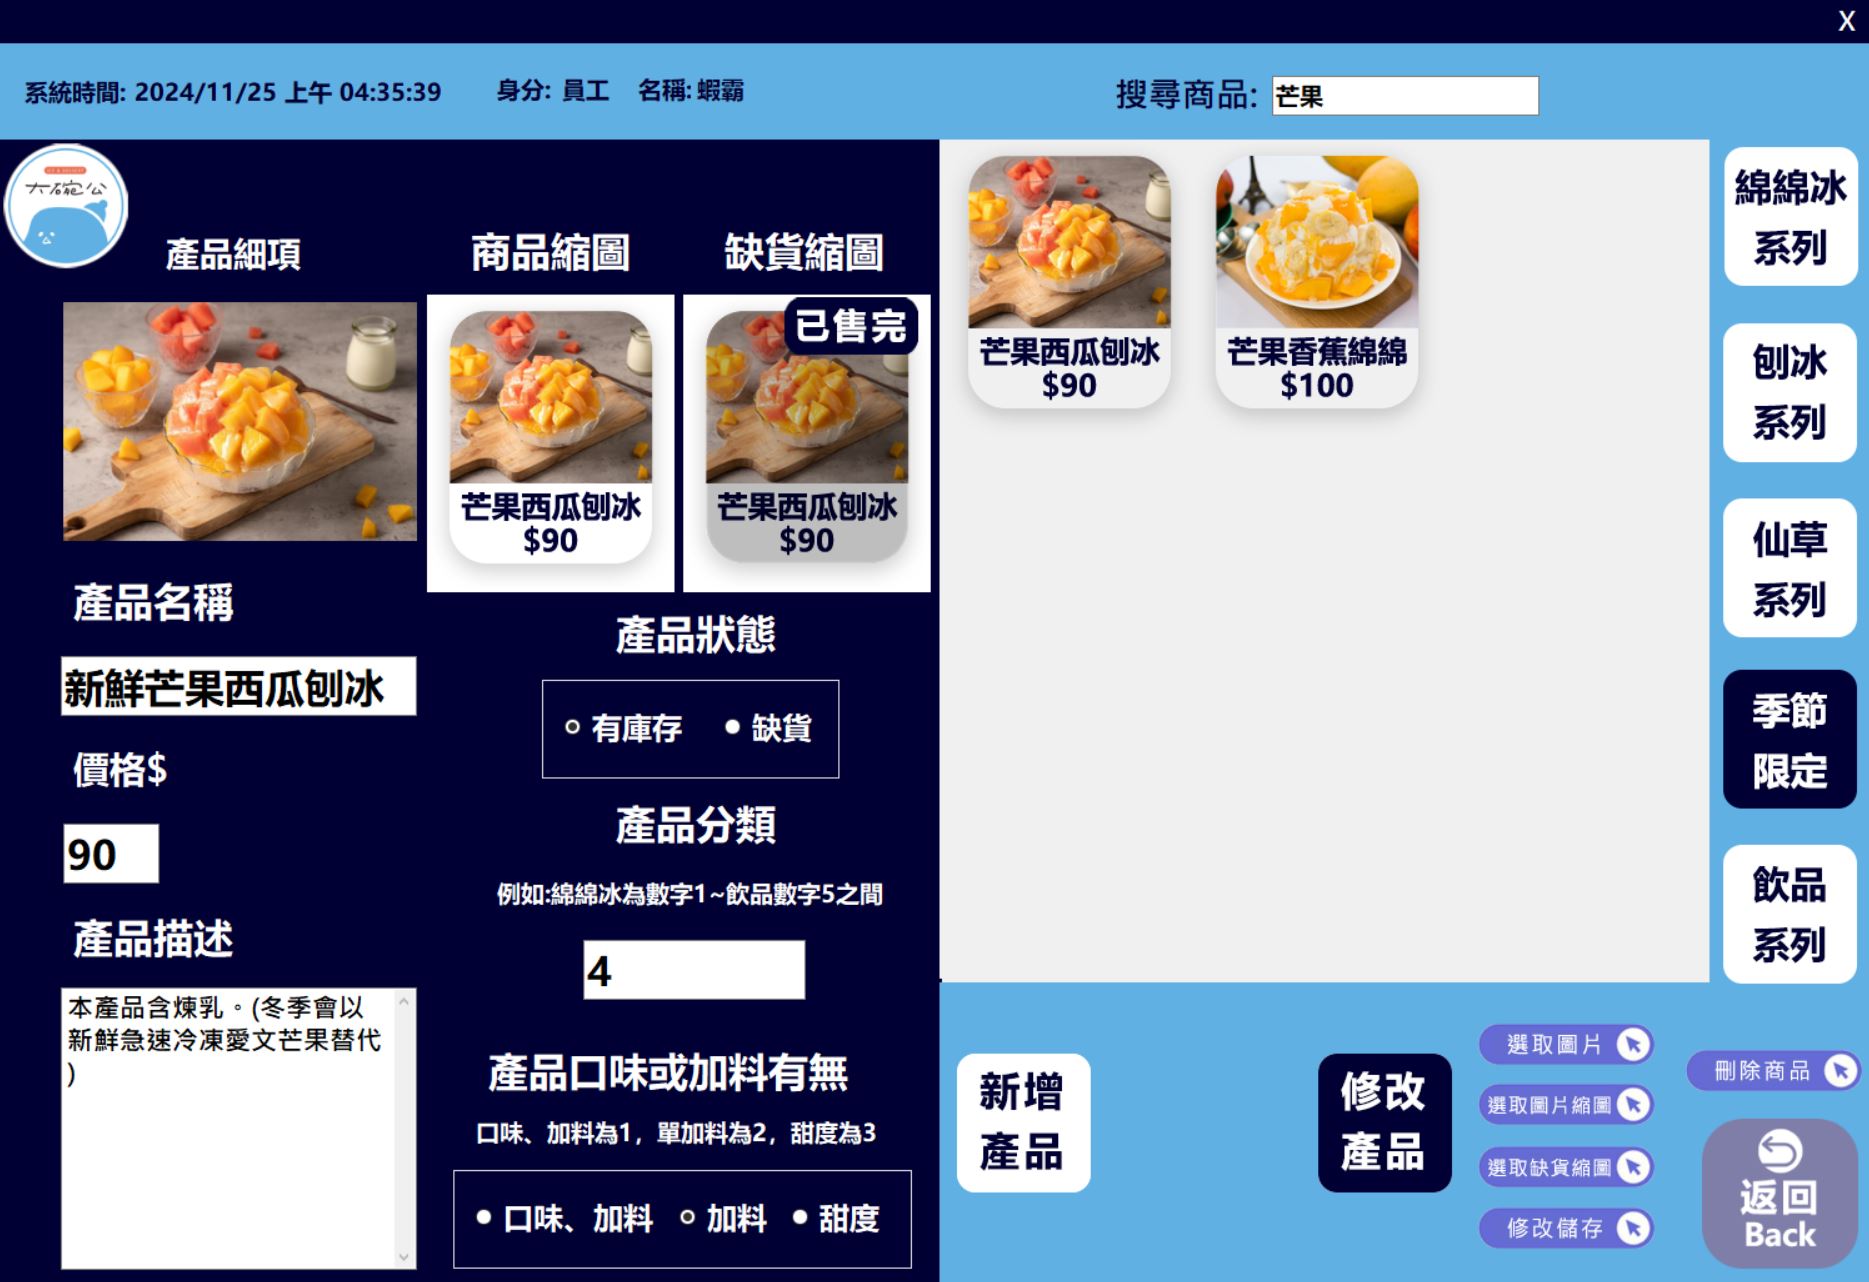 X
系統時間: 2024/11/25 上午 04:35:39
身分: 員工
名稱: 蝦霸
搜尋商品:
芒果
大碗公
產品細項
商品縮圖
缺貨縮圖
芒果西瓜刨冰
$90
已售完
芒果西瓜刨冰
$90
產品名稱
新鮮芒果西瓜刨冰
價格$
90
產品描述
本產品含煉乳。(冬季會以
新鮮急速冷凍愛文芒果替代
)
產品狀態
有庫存
缺貨
產品分類
例如:綿綿冰為數字1~飲品數字5之間
4
產品口味或加料有無
口味、加料為1，單加料為2，甜度為3
口味、加料
加料
甜度
芒果西瓜刨冰
$90
芒果香蕉綿綿
$100
綿綿冰
系列
刨冰
系列
仙草
系列
季節
限定
飲品
系列
新增
產品
修改
產品
選取圖片
選取圖片縮圖
選取缺貨縮圖
修改儲存
刪除商品
返回
Back